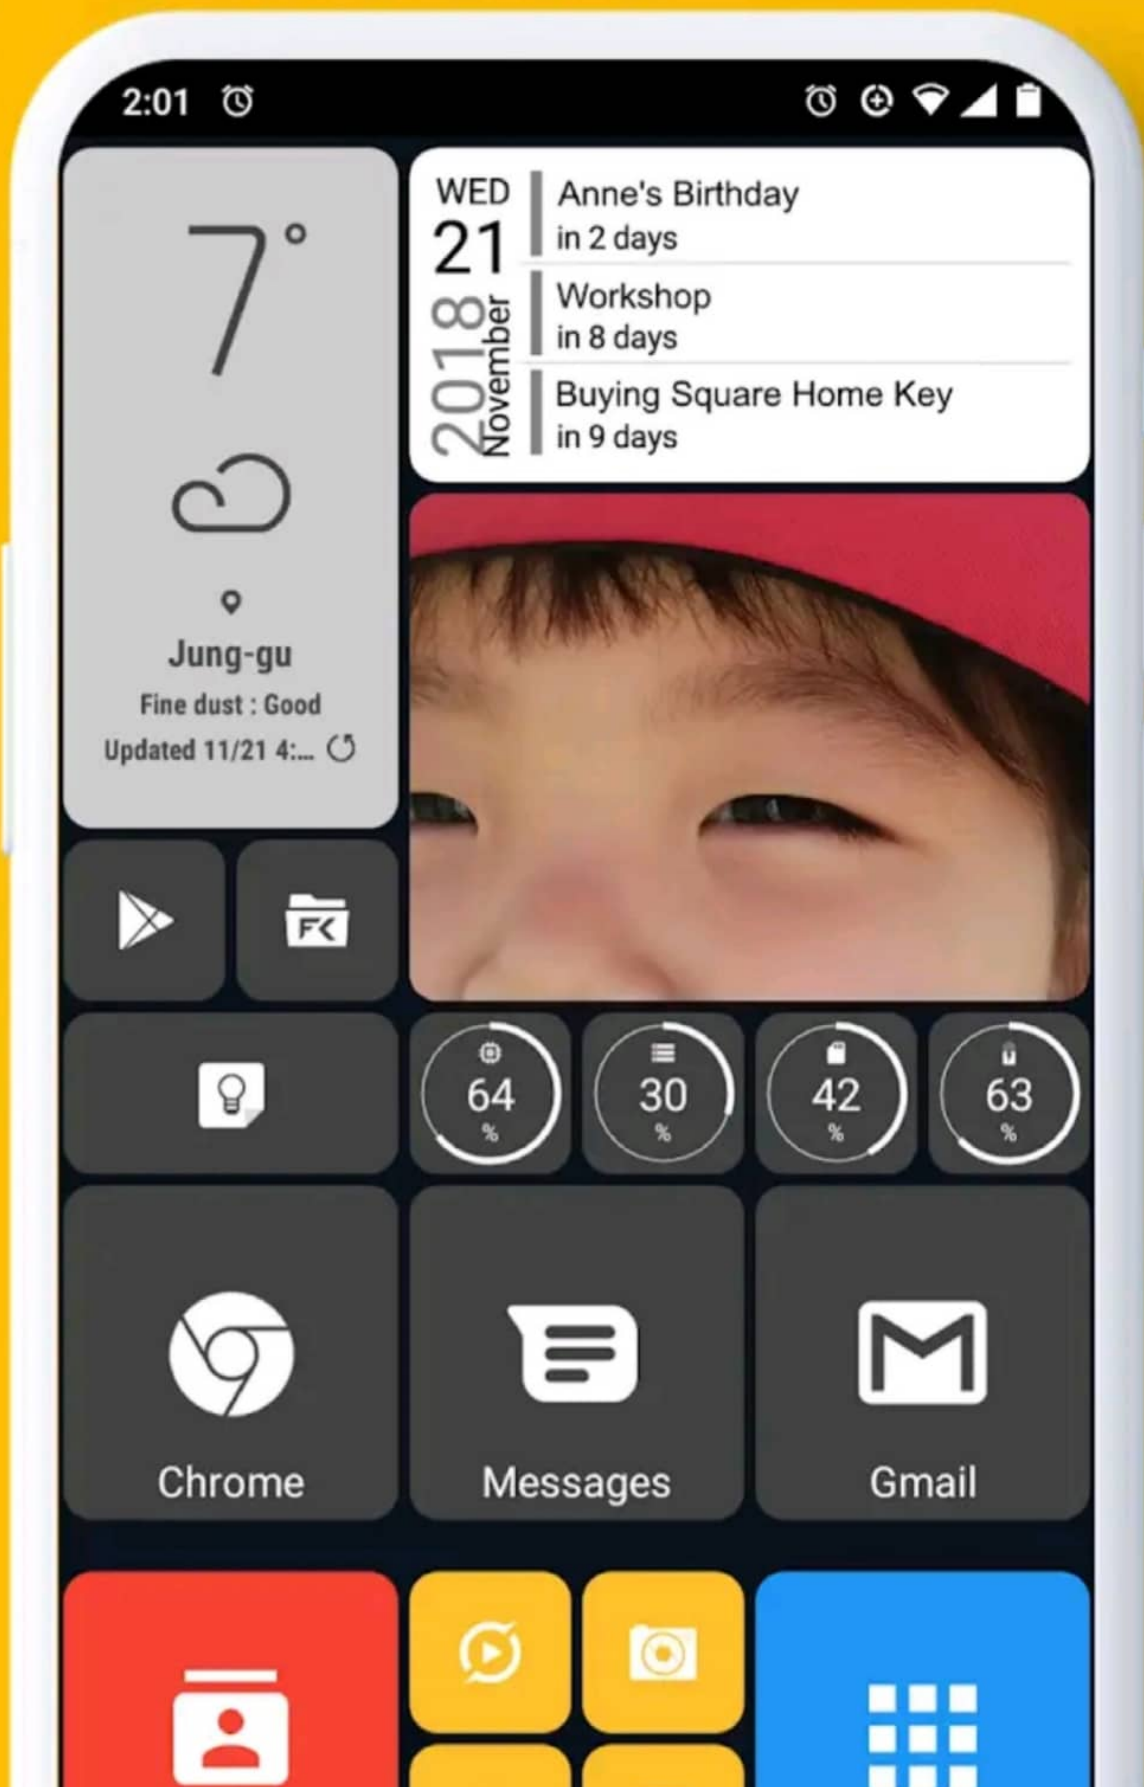 2:01
7°
Jung-gu
Fine dust : Good
Updated 11/21 4:...
WED
21
2018
November
Anne's Birthday
in 2 days
Workshop
in 8 days
Buying Square Home Key
in 9 days
FK
64
%
30
%
42
%
63
%
Chrome
Messages
Gmail